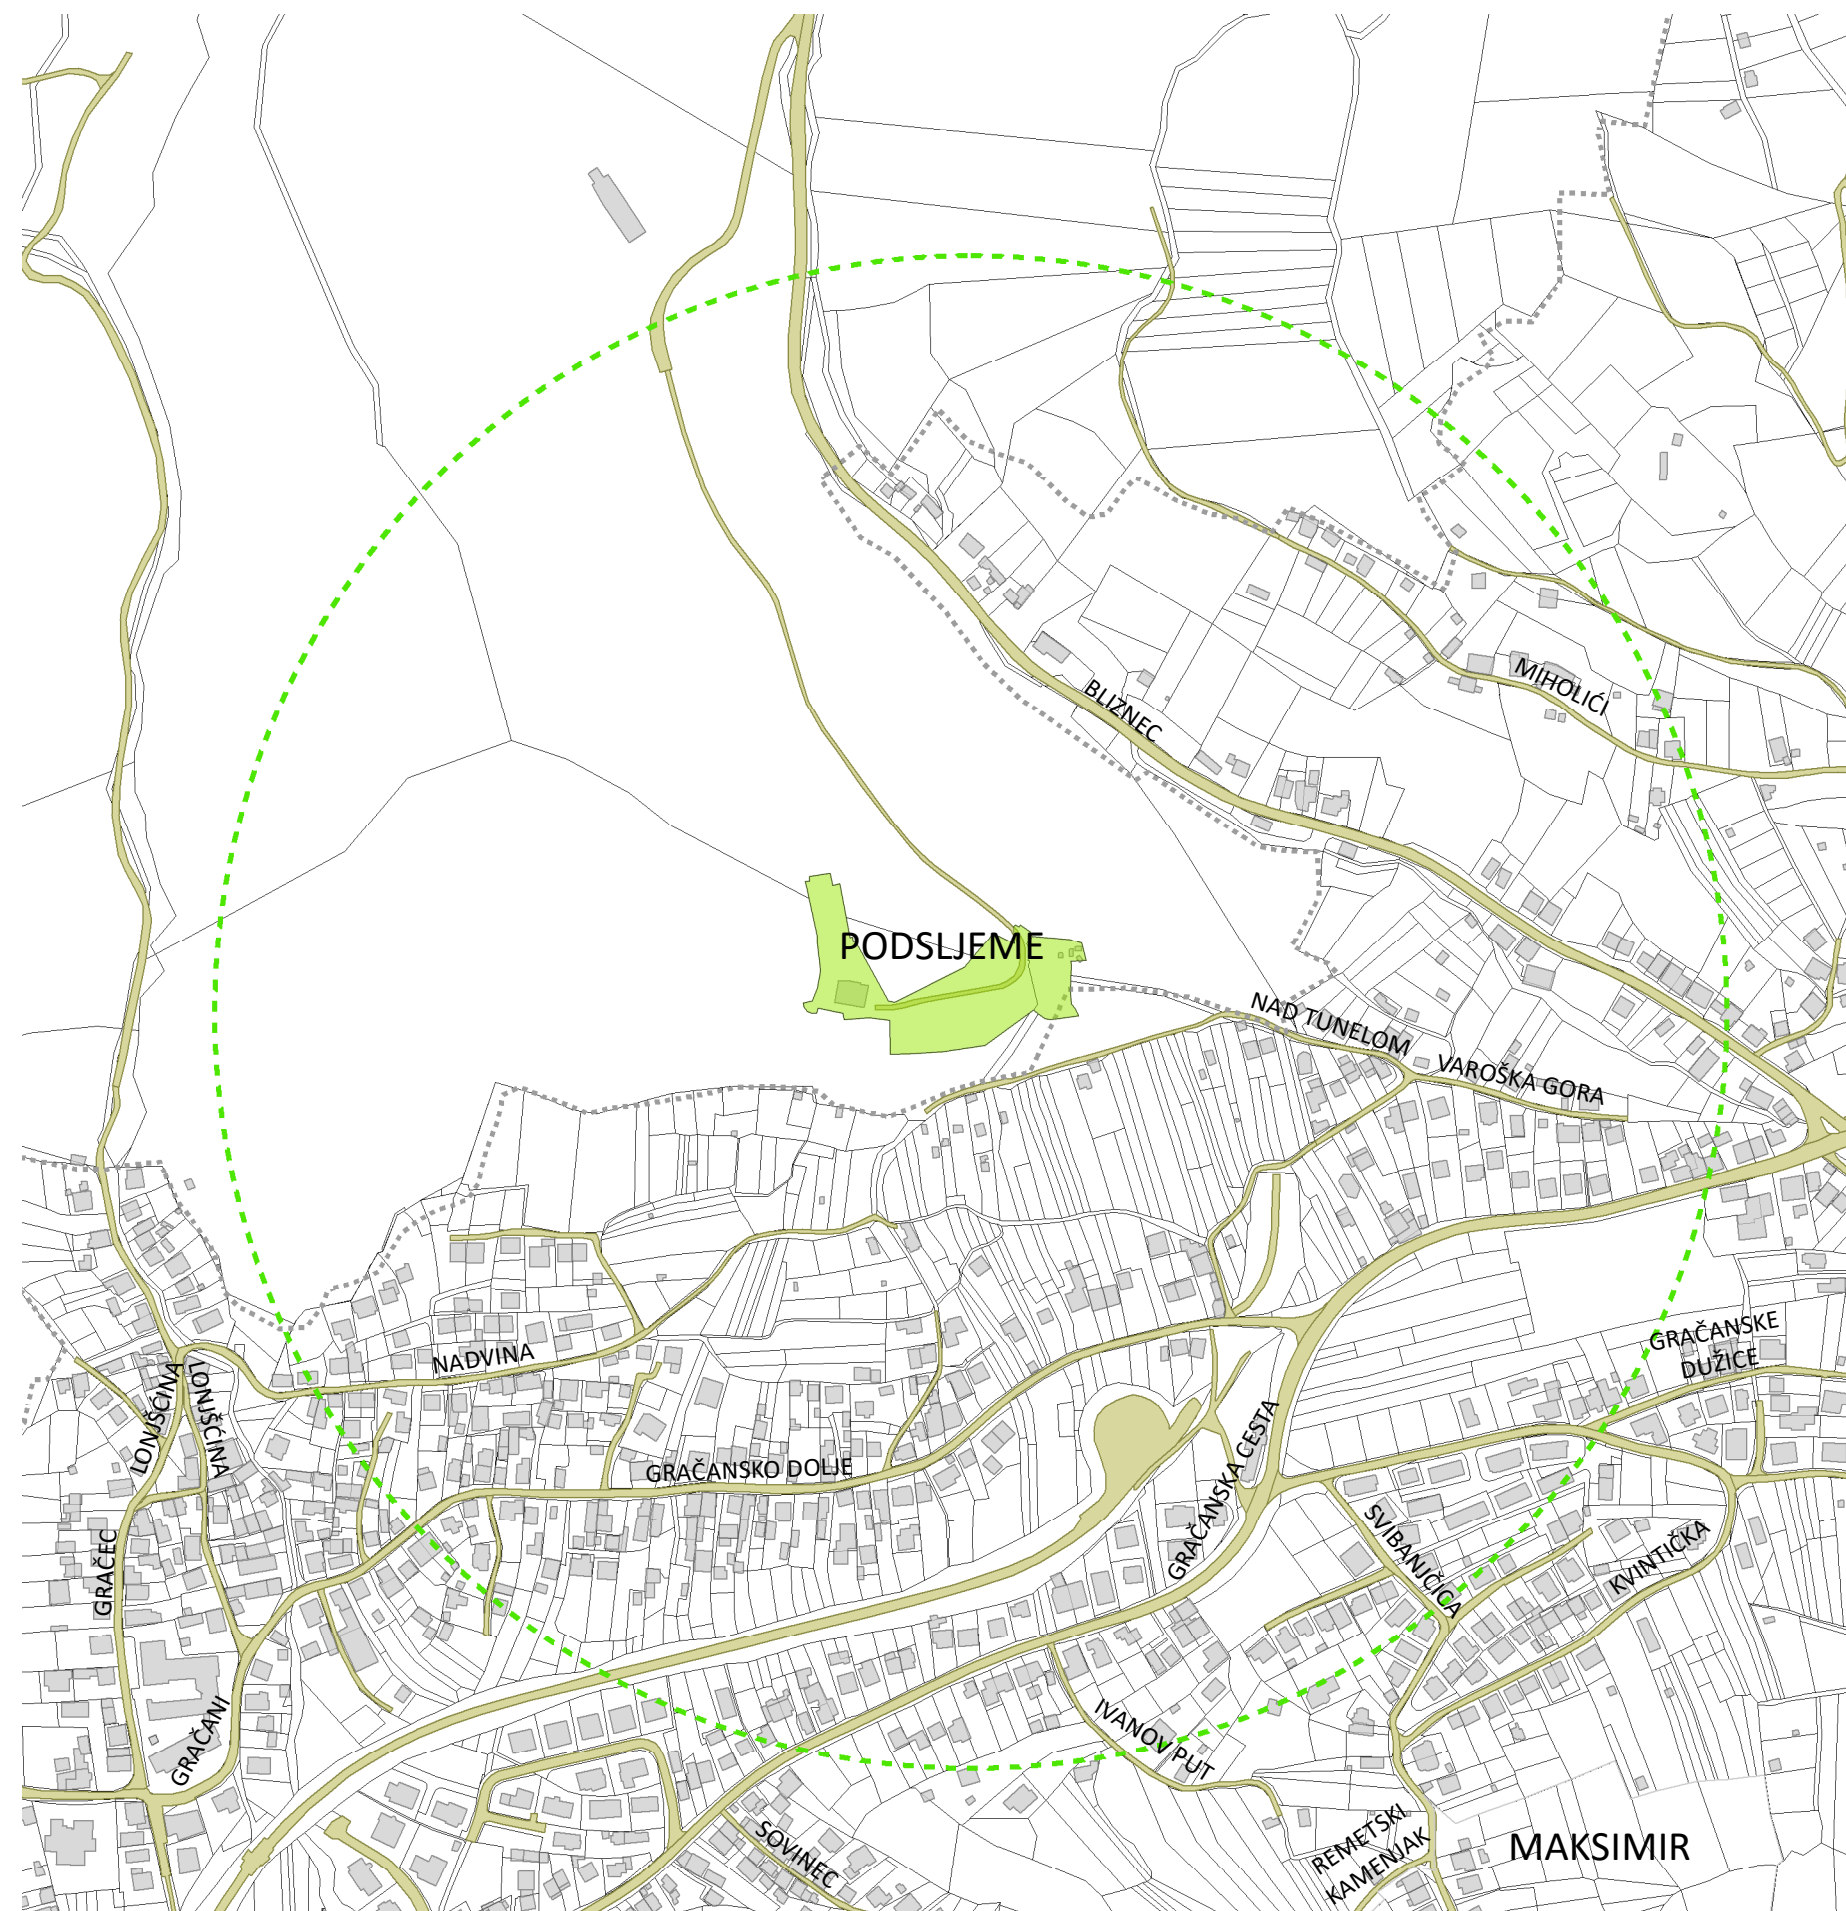 MIHOLIĆI
BLIZNEC
PODSLJEME
NAD TUNELOM
VAROŠKA GORA
GRAČANSKE
DUŽICE
NADVINA
LONJŠĆINA
LONJŠĆINA
GRAČANSKO DOLJE
GRAČANSKA CESTA
SVIBANJČICA
KVINTIČKA
GRAČEC
GRAČANI
IVANOV PUT
SOVINEC
REMETSKI
KAMENJAK
MAKSIMIR